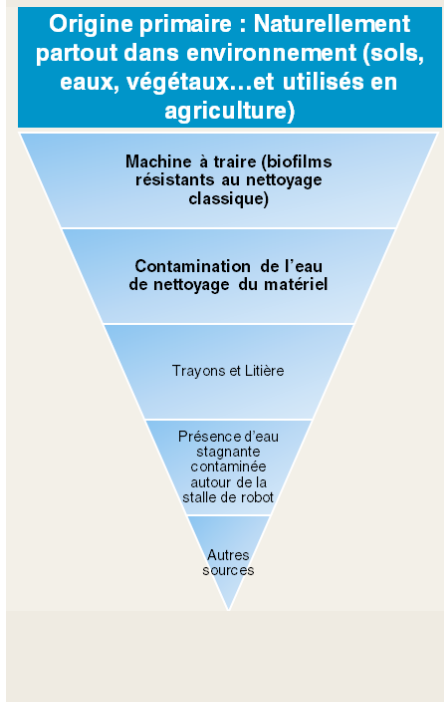 Origine primaire : Naturellement
partout dans environnement (sols,
eaux, végétaux…et utilisés en
agriculture)
Machine à traire (biofilms
résistants au nettoyage
classique)
Contamination de l’eau
de nettoyage du matériel
Trayons et Litière
Présence d’eau
stagnante
contaminée
autour de la
stalle de robot
Autres
sources